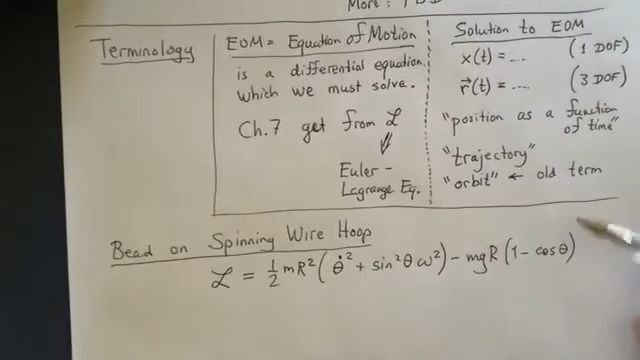 More:
Terminology
EOM = Equation of Motion
is a differential equation
which we must solve.
Ch.7 get from ℒ
⇓
Euler-
Lagrange Eq.
Solution to EOM
x(t) = ... (1 DOF)
r⃗(t) = .... (3 DOF)
"position as a function
of time"
"trajectory"
"orbit" ← old term
Bead on Spinning Wire Hoop
ℒ = 1/2 mR² (θ̇² + sin²θ ω²) - mgR (1 - cosθ)